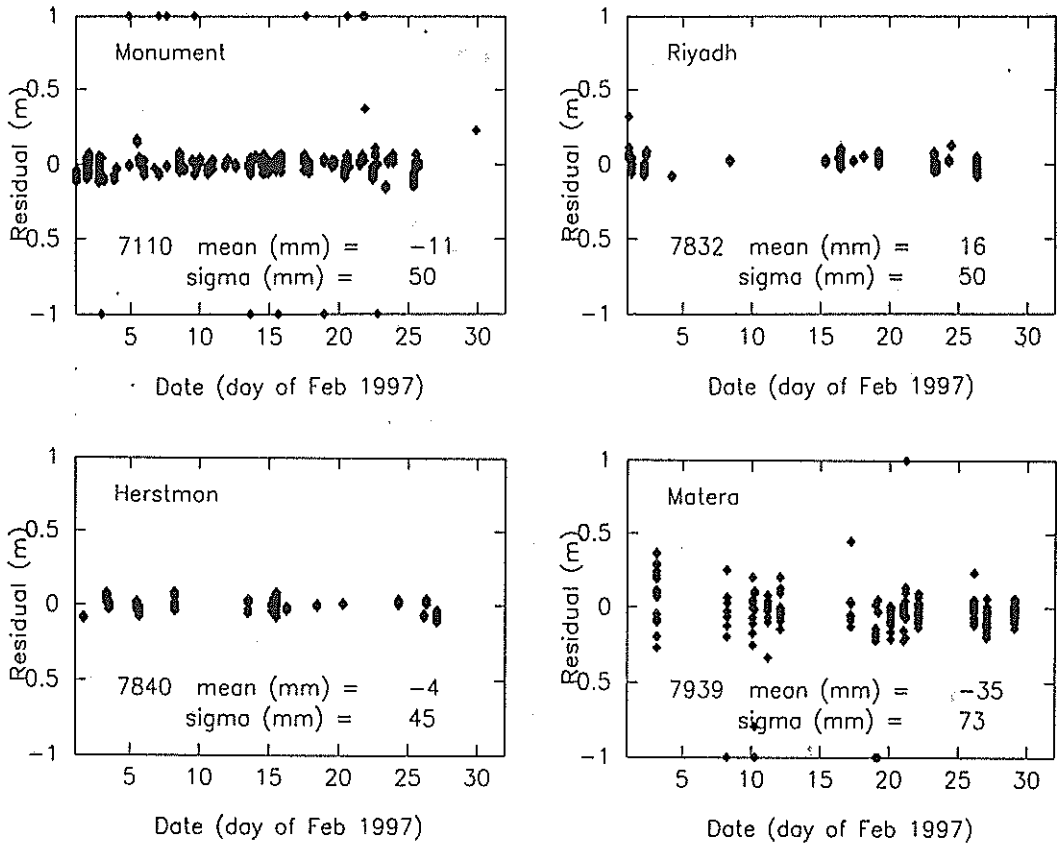 1
0.5
0
0.5
−1
Residual (m)
Monument
7110 mean (mm) = −11
sigma (mm) = 50
5 10 15 20 25 30
Date (day of Feb 1997)
1
0.5
0
0.5
−1
Residual (m)
Riyadh
7832 mean (mm) = 16
sigma (mm) = 50
5 10 15 20 25 30
Date (day of Feb 1997)
1
0.5
0
0.5
−1
Residual (m)
Herstmon
7840 mean (mm) = −4
sigma (mm) = 45
5 10 15 20 25 30
Date (day of Feb 1997)
1
0.5
0
0.5
−1
Residual (m)
Matera
7939 mean (mm) = −35
sigma (mm) = 73
5 10 15 20 25 30
Date (day of Feb 1997)